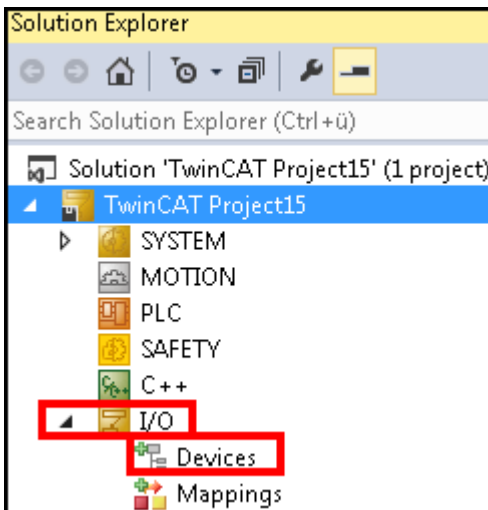 Solution Explorer
Search Solution Explorer (Ctrl+ü)
Solution 'TwinCAT Project15' (1 project)
TwinCAT Project15
SYSTEM
MOTION
PLC
SAFETY
C++
I/O
Devices
Mappings